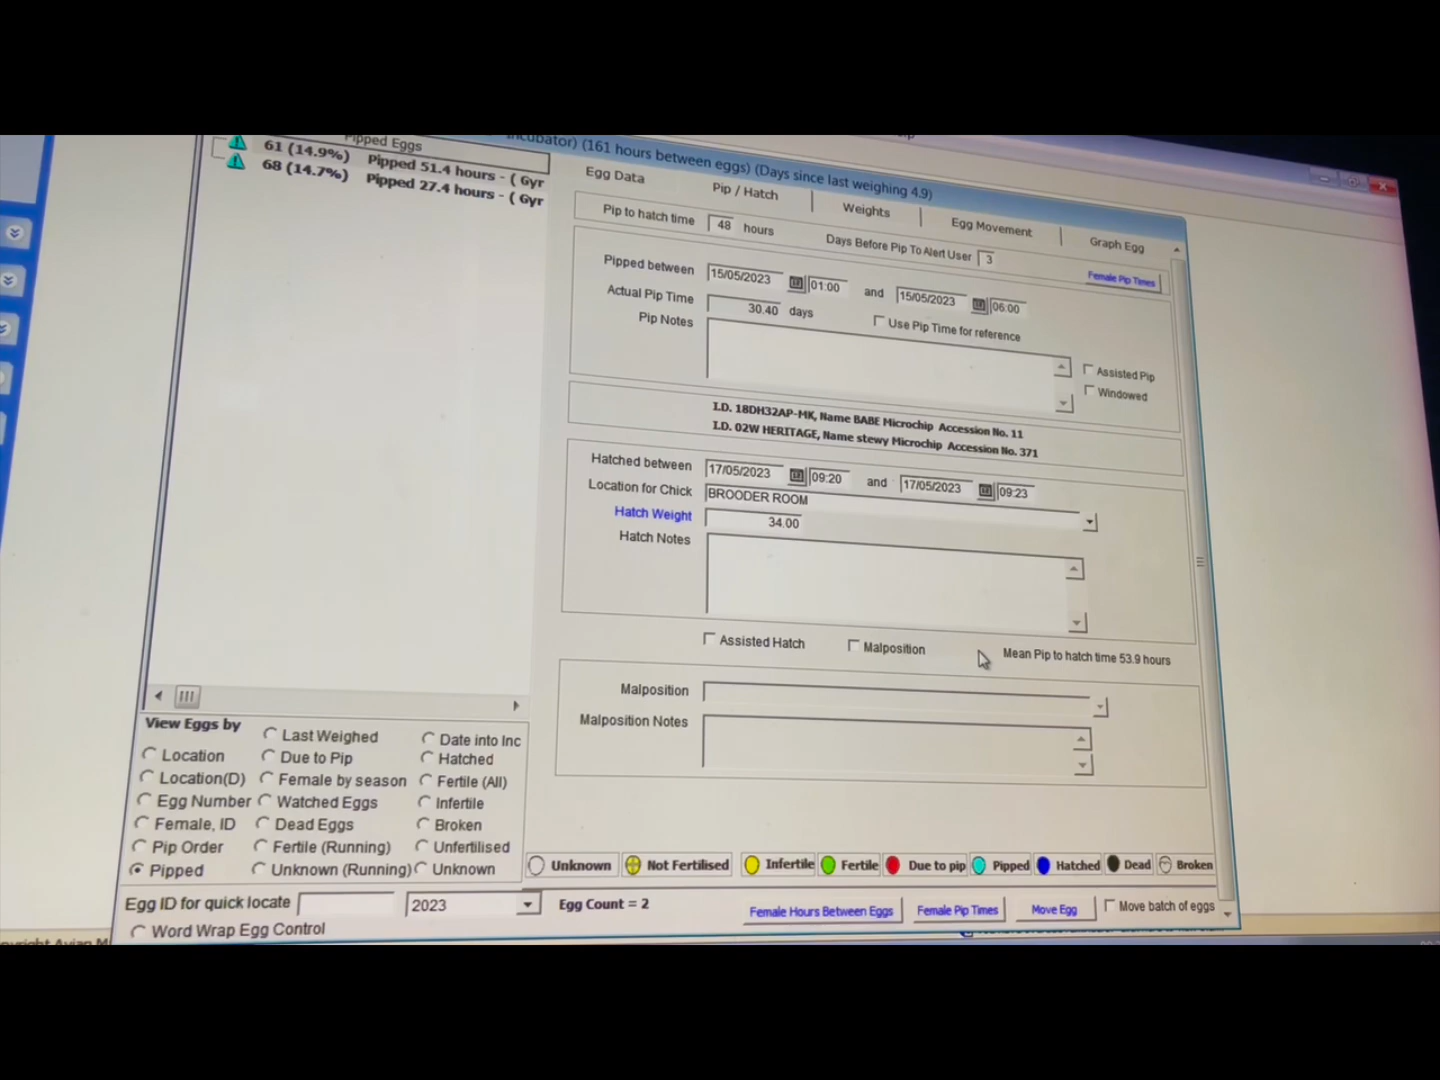 Incubator) (161 hours between eggs) (Days since last weighing 4.9)
Pipped Eggs
61 (14.9%) Pipped 51.4 hours - ( Gyr
68 (14.7%) Pipped 27.4 hours - ( Gyr
Egg Data Pip / Hatch Weights Egg Movement Graph Egg
Pip to hatch time 48 hours Days Before Pip To Alert User 3
Female Pip Times
Pipped between 15/05/2023 01:00 and 15/05/2023 06:00
Actual Pip Time 30.40 days Use Pip Time for reference
Pip Notes
Assisted Pip
Windowed
I.D. 18DH32AP-MK, Name BABE Microchip Accession No. 11
I.D. 02W HERITAGE, Name stewy Microchip Accession No. 371
Hatched between 17/05/2023 09:20 and 17/05/2023 09:23
Location for Chick BROODER ROOM
Hatch Weight 34.00
Hatch Notes
Assisted Hatch Malposition Mean Pip to hatch time 53.9 hours
Malposition
Malposition Notes
View Eggs by
Last Weighed Date into Inc
Location Due to Pip Hatched
Location(D) Female by season Fertile (All)
Egg Number Watched Eggs Infertile
Female, ID Dead Eggs Broken
Pip Order Fertile (Running) Unfertilised
Pipped Unknown (Running) Unknown
Unknown Not Fertilised Infertile Fertile Due to pip Pipped Hatched Dead Broken
Egg ID for quick locate 2023 Egg Count = 2 Female Hours Between Eggs Female Pip Times Move Egg Move batch of eggs
Word Wrap Egg Control